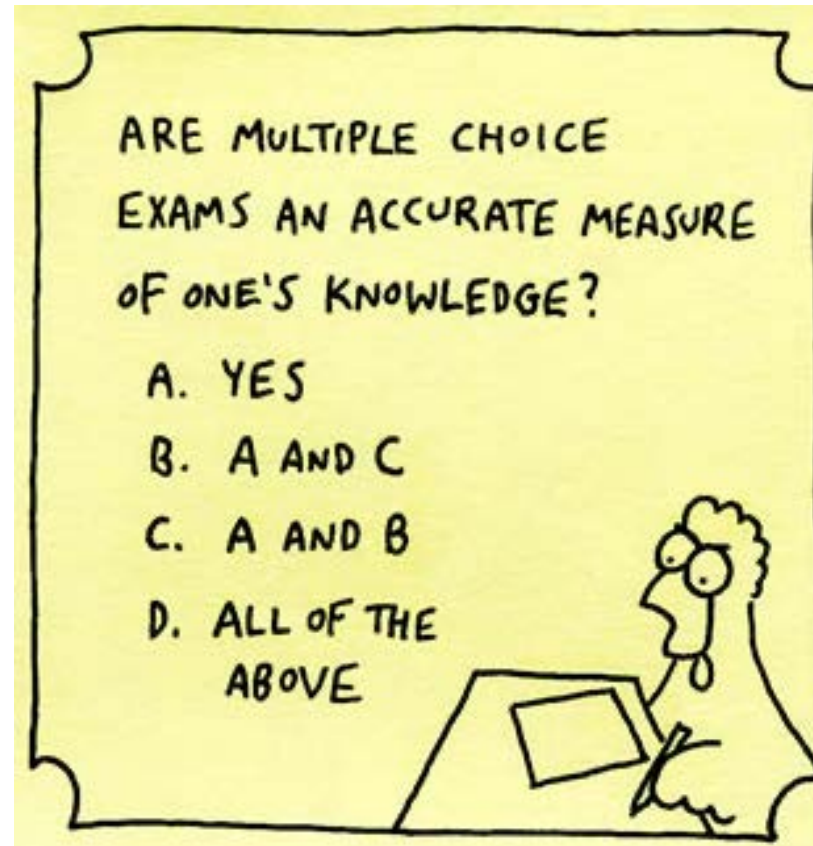 ARE MULTIPLE CHOICE
EXAMS AN ACCURATE MEASURE
OF ONE'S KNOWLEDGE?
A. YES
B. A AND C
C. A AND B
D. ALL OF THE
ABOVE